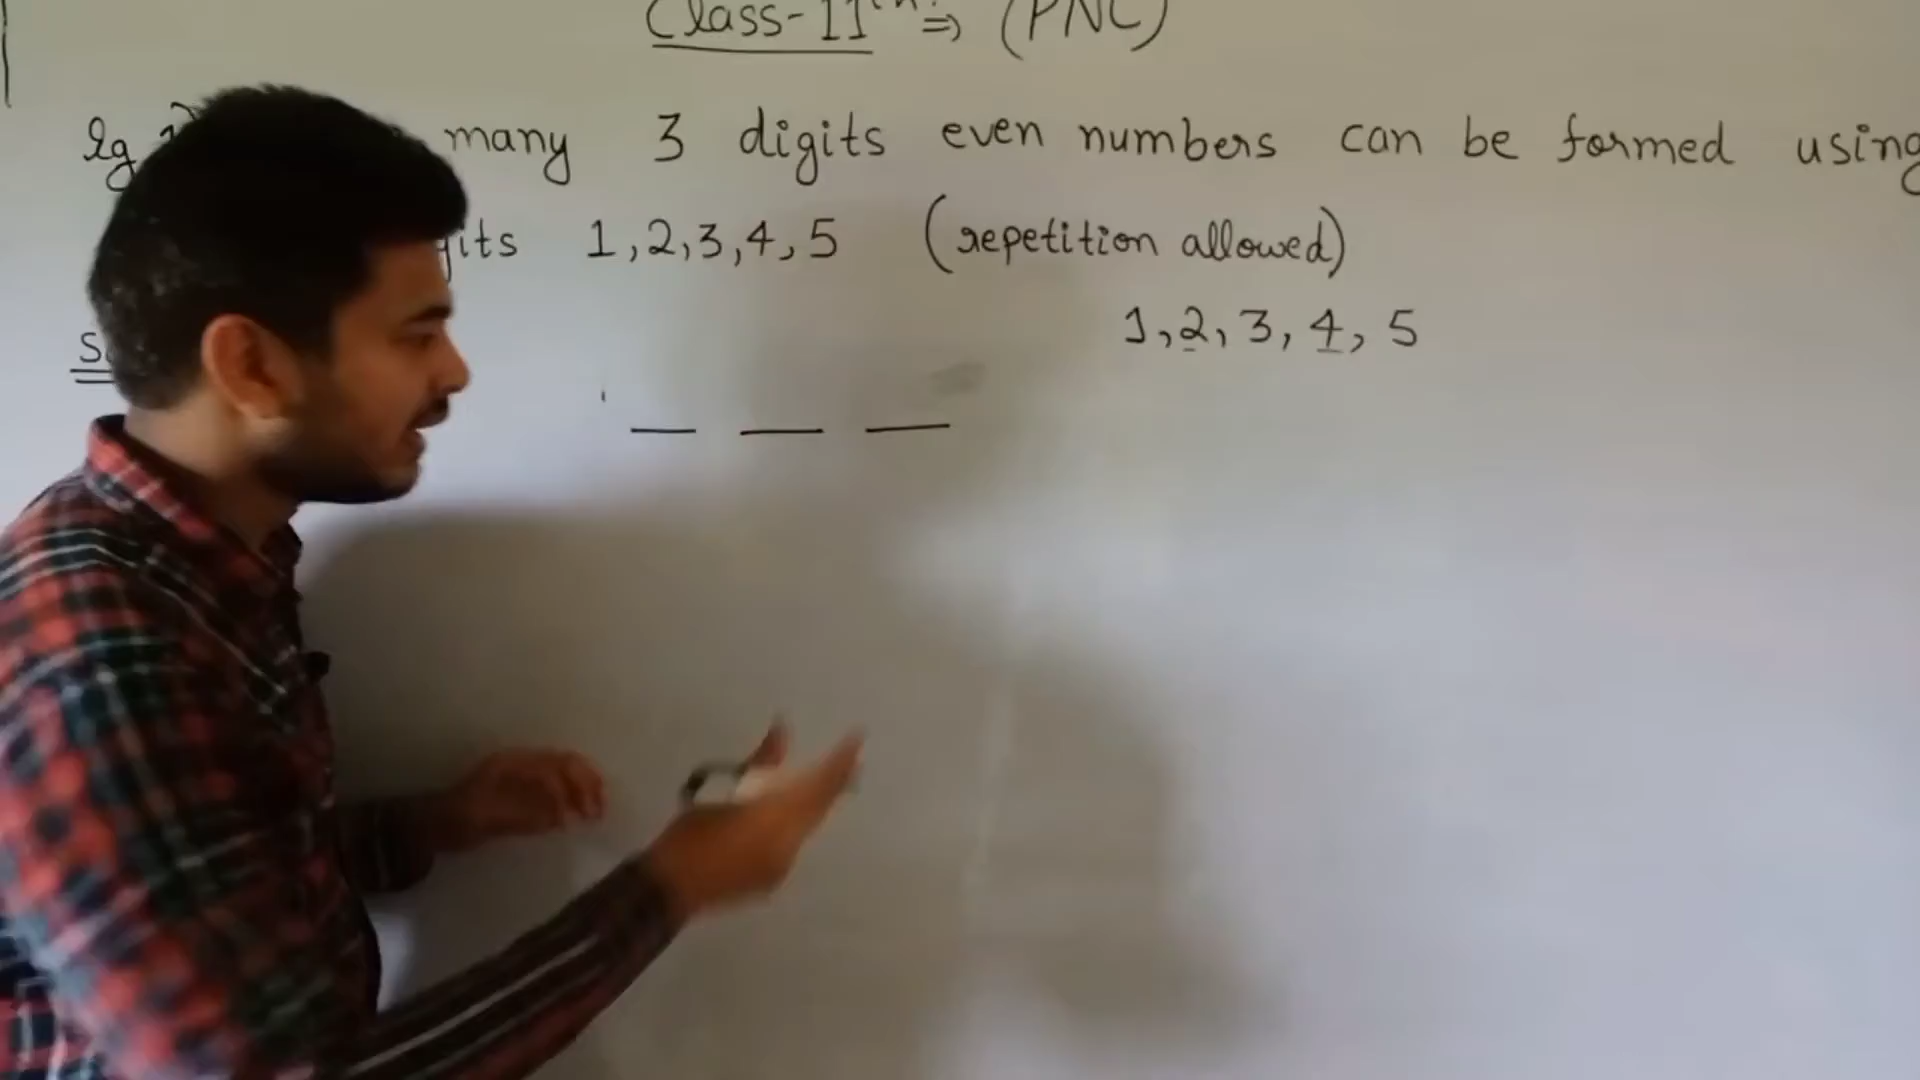 Class-11th ⇒ (PNC)
many 3 digits even numbers can be formed using
1,2,3,4,5 (repetition allowed)
1,2,3,4,5